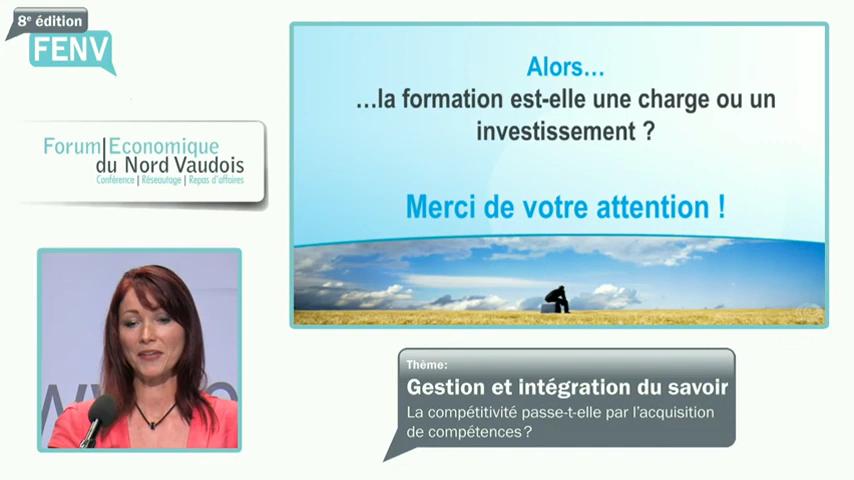 8e édition
FENV
Forum|Economique
du Nord Vaudois
Conférence | Réseautage | Repas d'affaires
Alors...
...la formation est-elle une charge ou un
investissement ?
Merci de votre attention !
Thème:
Gestion et intégration du savoir
La compétitivité passe-t-elle par l'acquisition
de compétences ?